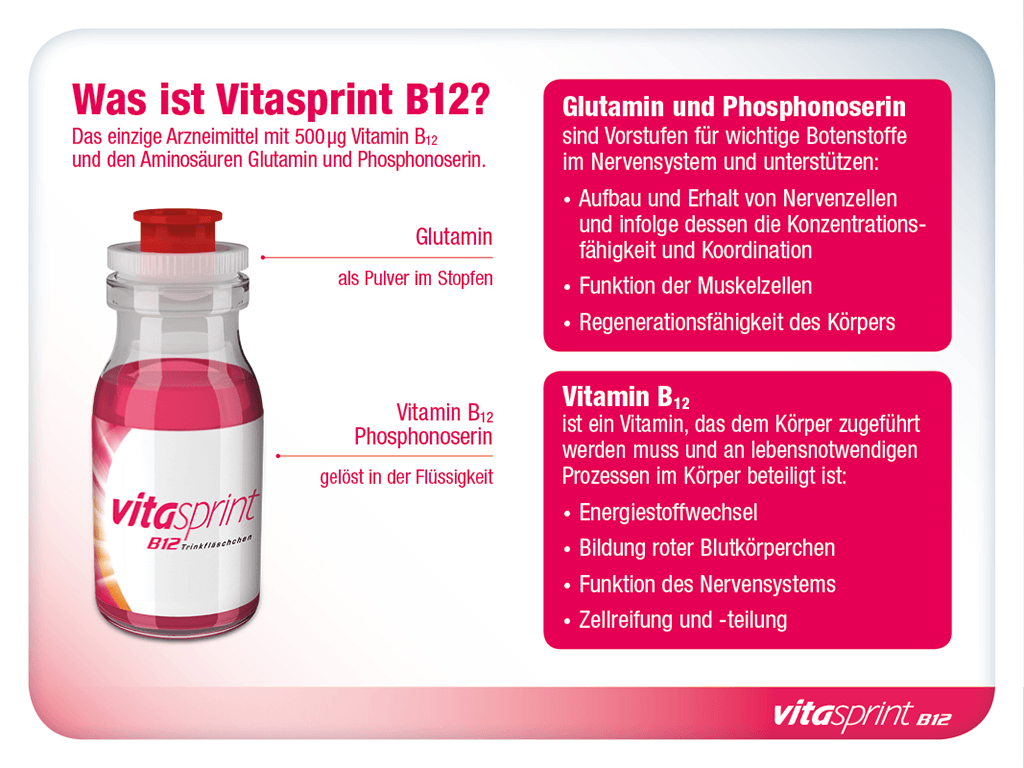 Was ist Vitasprint B12?
Das einzige Arzneimittel mit 500 µg Vitamin B₁₂
und den Aminosäuren Glutamin und Phosphonoserin.
Glutamin
als Pulver im Stopfen
Vitamin B₁₂
Phosphonoserin
gelöst in der Flüssigkeit
vitasprint
B12 Trinkfläschchen
Glutamin und Phosphonoserin
sind Vorstufen für wichtige Botenstoffe
im Nervensystem und unterstützen:
• Aufbau und Erhalt von Nervenzellen
und infolge dessen die Konzentrations-
fähigkeit und Koordination
• Funktion der Muskelzellen
• Regenerationsfähigkeit des Körpers
Vitamin B₁₂
ist ein Vitamin, das dem Körper zugeführt
werden muss und an lebensnotwendigen
Prozessen im Körper beteiligt ist:
• Energiestoffwechsel
• Bildung roter Blutkörperchen
• Funktion des Nervensystems
• Zellreifung und -teilung
vitasprint B12